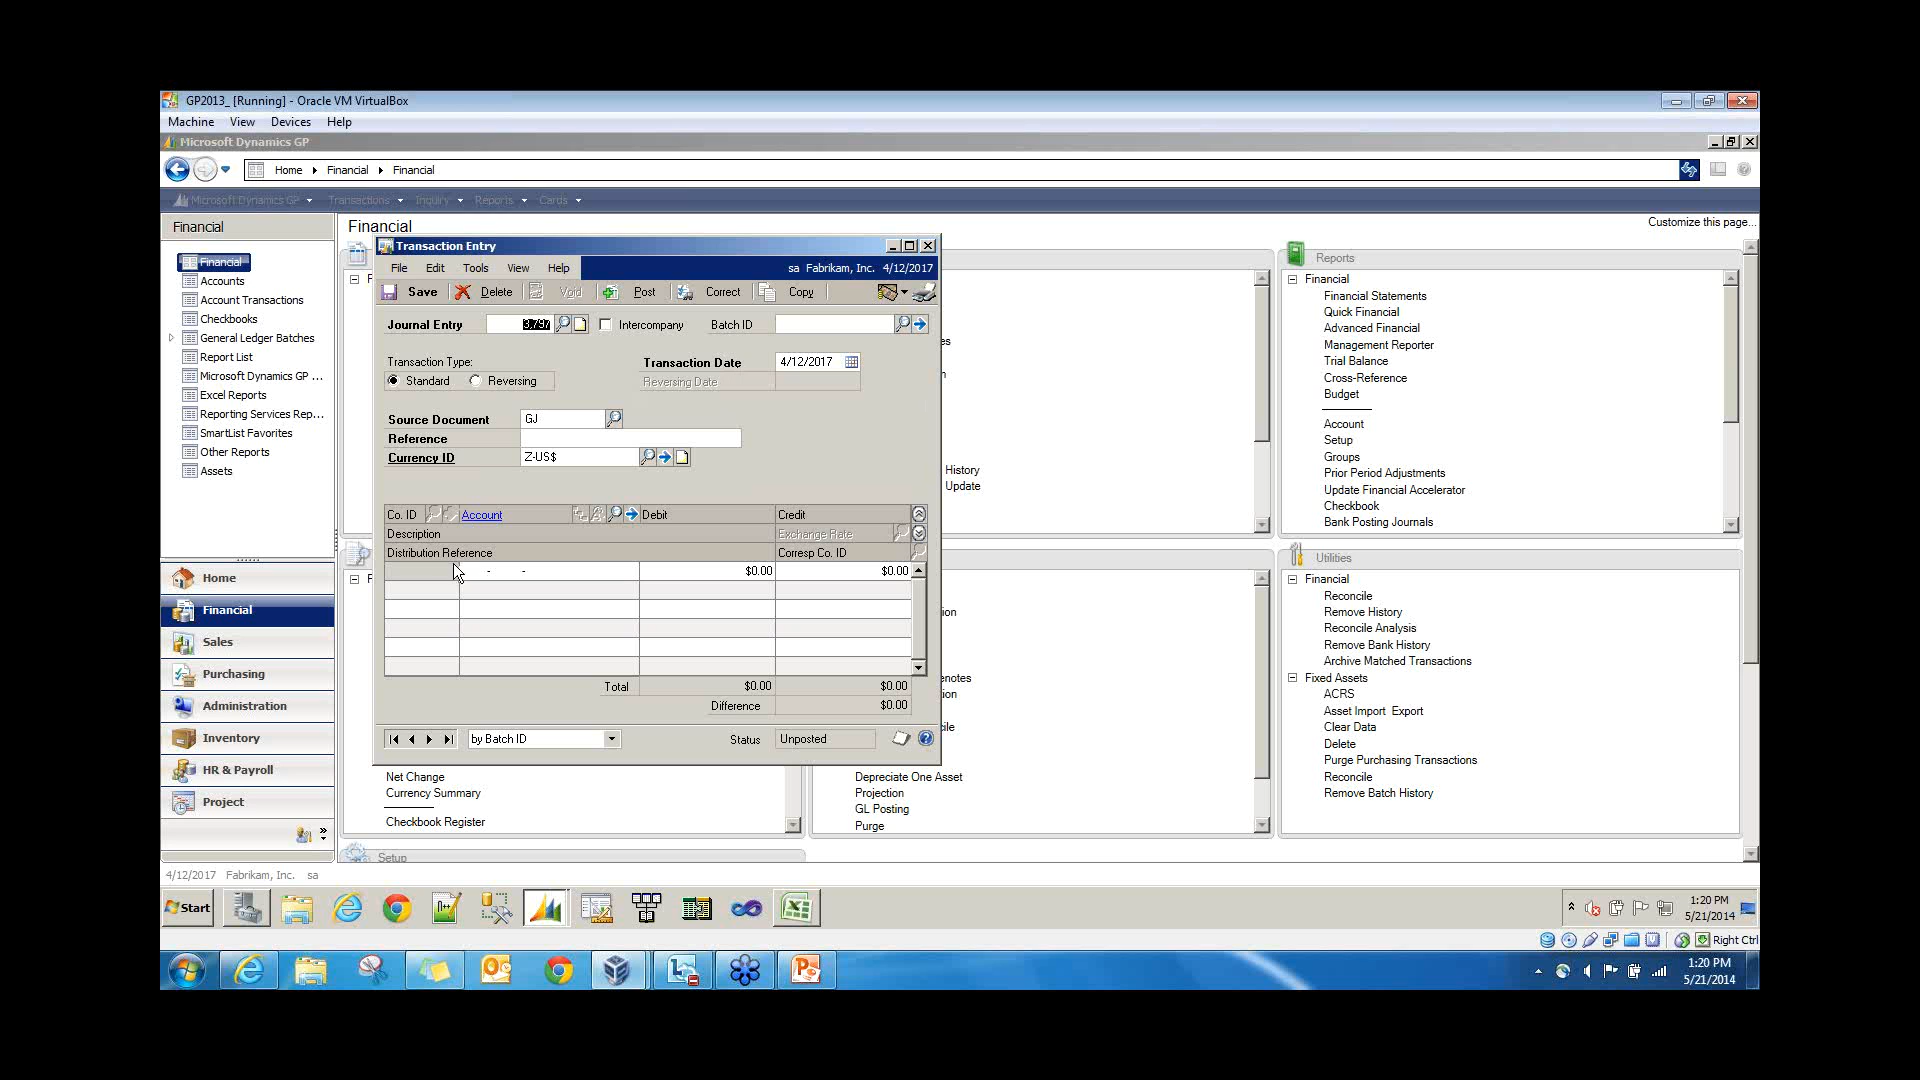 GP2013_ [Running] - Oracle VM VirtualBox
Machine View Devices Help
Microsoft Dynamics GP
Home Financial Financial
Microsoft Dynamics GP Transactions Inquiry Reports Cards
Financial
Financial
Accounts
Account Transactions
Checkbooks
General Ledger Batches
Report List
Microsoft Dynamics GP ...
Excel Reports
Reporting Services Rep...
SmartList Favorites
Other Reports
Assets
Home
Financial
Sales
Purchasing
Administration
Inventory
HR & Payroll
Project
Financial
Customize this page...
Transaction Entry
File Edit Tools View Help
sa Fabrikam, Inc. 4/12/2017
Save Delete Void Post Correct Copy
Journal Entry 3,797 Intercompany Batch ID
Transaction Type:
Standard Reversing
Transaction Date 4/12/2017
Reversing Date
Source Document GJ
Reference
Currency ID Z-US$
Co. ID Account Debit Credit
Description Exchange Rate
Distribution Reference Corresp Co. ID
- - $0.00 $0.00
Total $0.00 $0.00
Difference $0.00
by Batch ID Status Unposted
History
Update
Net Change
Currency Summary
Checkbook Register
Depreciate One Asset
Projection
GL Posting
Purge
Setup
Reports
Financial
Financial Statements
Quick Financial
Advanced Financial
Management Reporter
Trial Balance
Cross-Reference
Budget
Account
Setup
Groups
Prior Period Adjustments
Update Financial Accelerator
Checkbook
Bank Posting Journals
Utilities
Financial
Reconcile
Remove History
Reconcile Analysis
Remove Bank History
Archive Matched Transactions
Fixed Assets
ACRS
Asset Import Export
Clear Data
Delete
Purge Purchasing Transactions
Reconcile
Remove Batch History
4/12/2017 Fabrikam, Inc. sa
Start
1:20 PM
5/21/2014
Right Ctrl
1:20 PM
5/21/2014